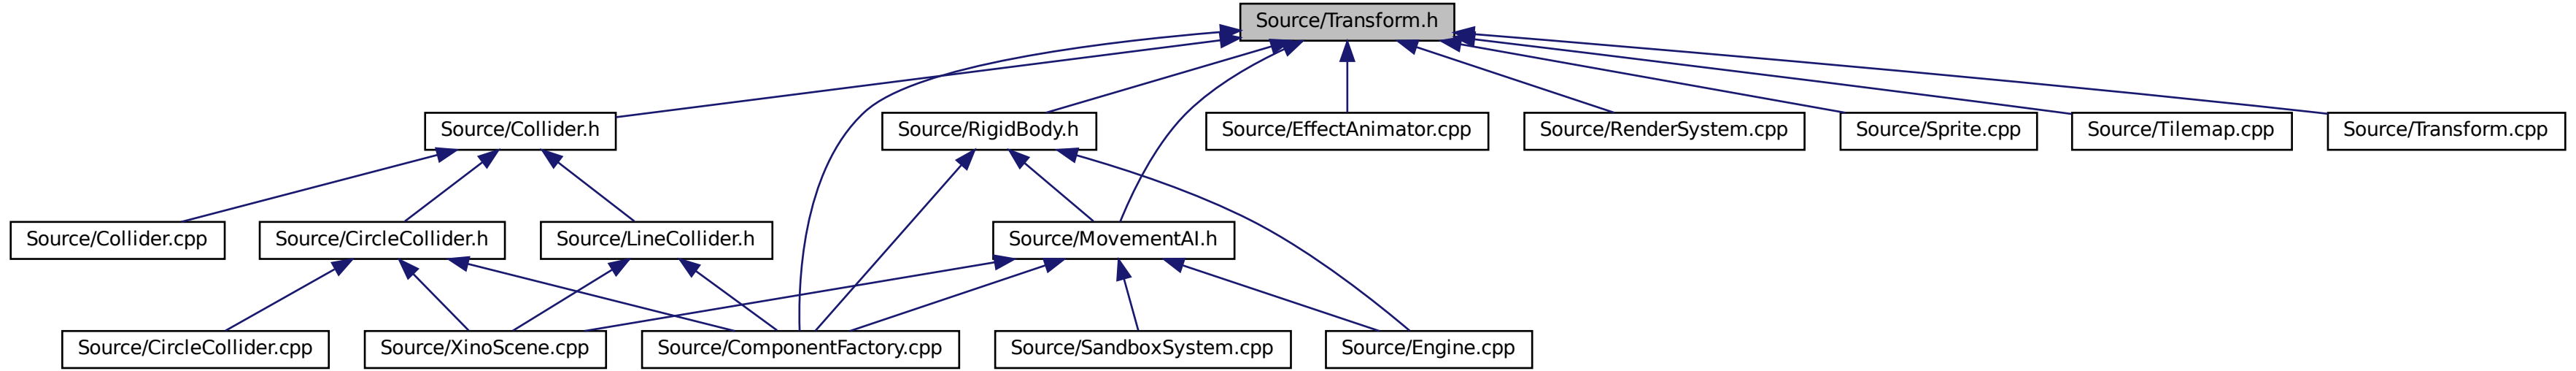 Source/Transform.h
Source/Collider.h
Source/RigidBody.h
Source/EffectAnimator.cpp
Source/RenderSystem.cpp
Source/Sprite.cpp
Source/Tilemap.cpp
Source/Transform.cpp
Source/Collider.cpp
Source/CircleCollider.h
Source/LineCollider.h
Source/MovementAI.h
Source/CircleCollider.cpp
Source/XinoScene.cpp
Source/ComponentFactory.cpp
Source/SandboxSystem.cpp
Source/Engine.cpp